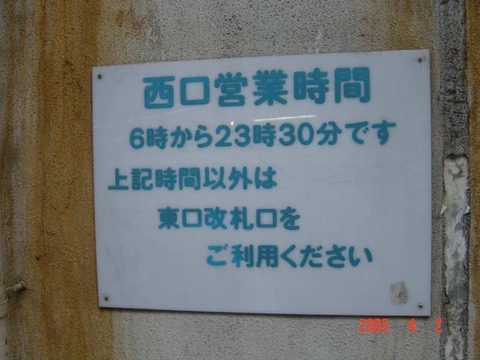 西口営業時間
6時から23時30分です
上記時間以外は
東口改札口を
ご利用ください
2005 4 2